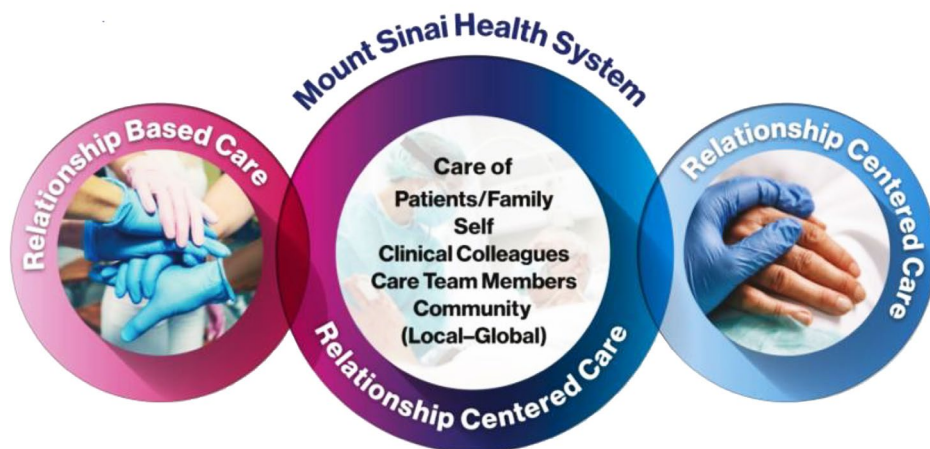 Mount Sinai Health System
Relationship Based Care
Care of
Patients/Family
Self
Clinical Colleagues
Care Team Members
Community
(Local–Global)
Relationship Centered Care
Relationship Centered Care